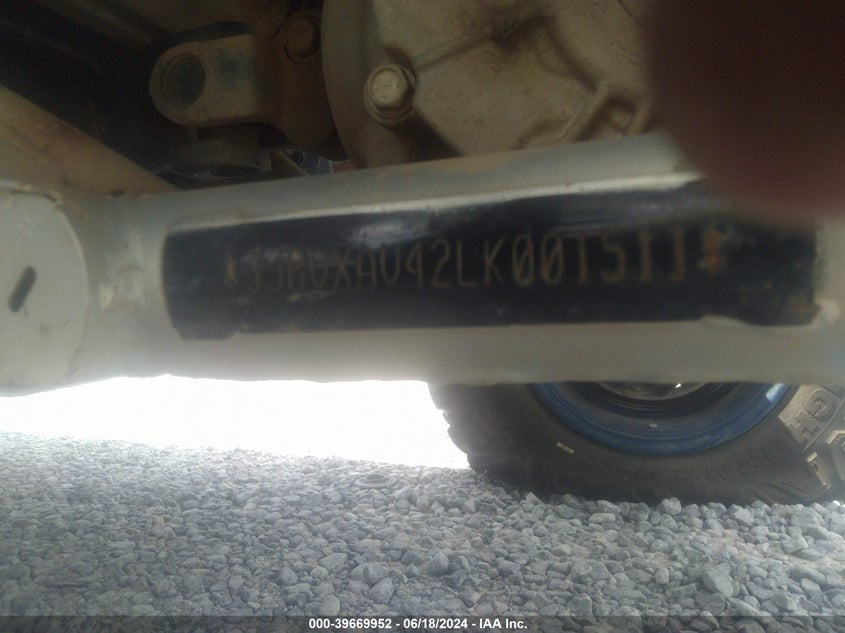 *3JBVXAV42LK001511*
000-39669952 - 06/18/2024 - IAA Inc.